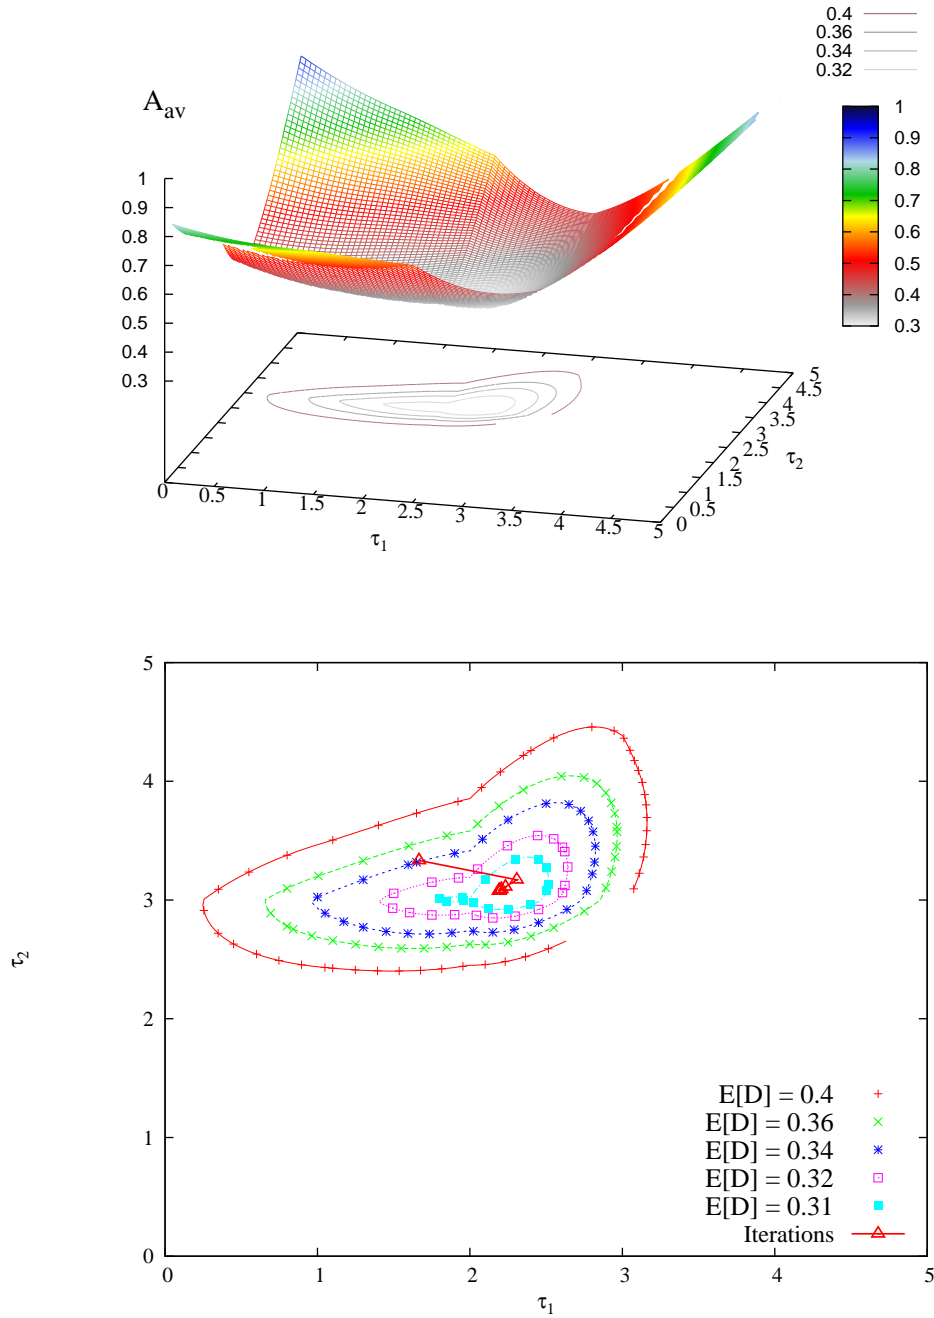 0.4
0.36
0.34
0.32
A_av
1
0.9
0.8
0.7
0.6
0.5
0.4
0.3
1
0.9
0.8
0.7
0.6
0.5
0.4
0.3
0 0.5 1 1.5 2 2.5 3 3.5 4 4.5 5
τ_1
0 0.5 1 1.5 2 2.5 3 3.5 4 4.5 5
τ_2
5
4
3
2
1
0
τ_2
E[D] = 0.4
E[D] = 0.36
E[D] = 0.34
E[D] = 0.32
E[D] = 0.31
Iterations
0 1 2 3 4 5
τ_1